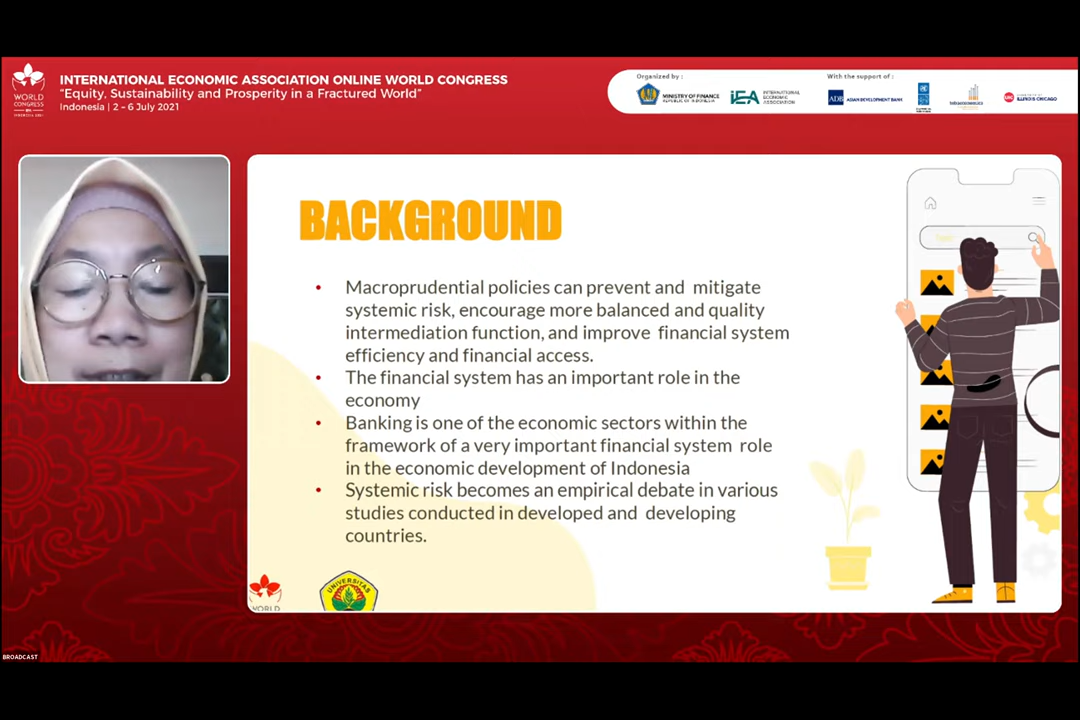 INTERNATIONAL ECONOMIC ASSOCIATION ONLINE WORLD CONGRESS
"Equity, Sustainability and Prosperity in a Fractured World"
Indonesia | 2 - 6 July 2021
WORLD
CONGRESS
Organized by :
MINISTRY OF FINANCE
REPUBLIC OF INDONESIA
iEA
INTERNATIONAL
ECONOMIC
ASSOCIATION
With the support of :
ADB
ASIAN DEVELOPMENT BANK
UIC
ILLINOIS CHICAGO
BACKGROUND
• Macroprudential policies can prevent and mitigate
systemic risk, encourage more balanced and quality
intermediation function, and improve financial system
efficiency and financial access.
• The financial system has an important role in the
economy
• Banking is one of the economic sectors within the
framework of a very important financial system role
in the economic development of Indonesia
• Systemic risk becomes an empirical debate in various
studies conducted in developed and developing
countries.
WORLD
UNIVERSITAS
BROADCAST